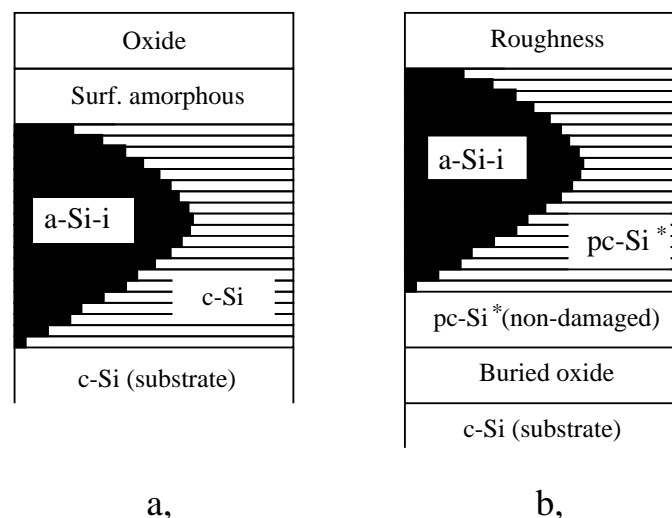 Oxide
Surf. amorphous
a-Si-i
c-Si
c-Si (substrate)
a,
Roughness
a-Si-i
pc-Si*
pc-Si*(non-damaged)
Buried oxide
c-Si (substrate)
b,